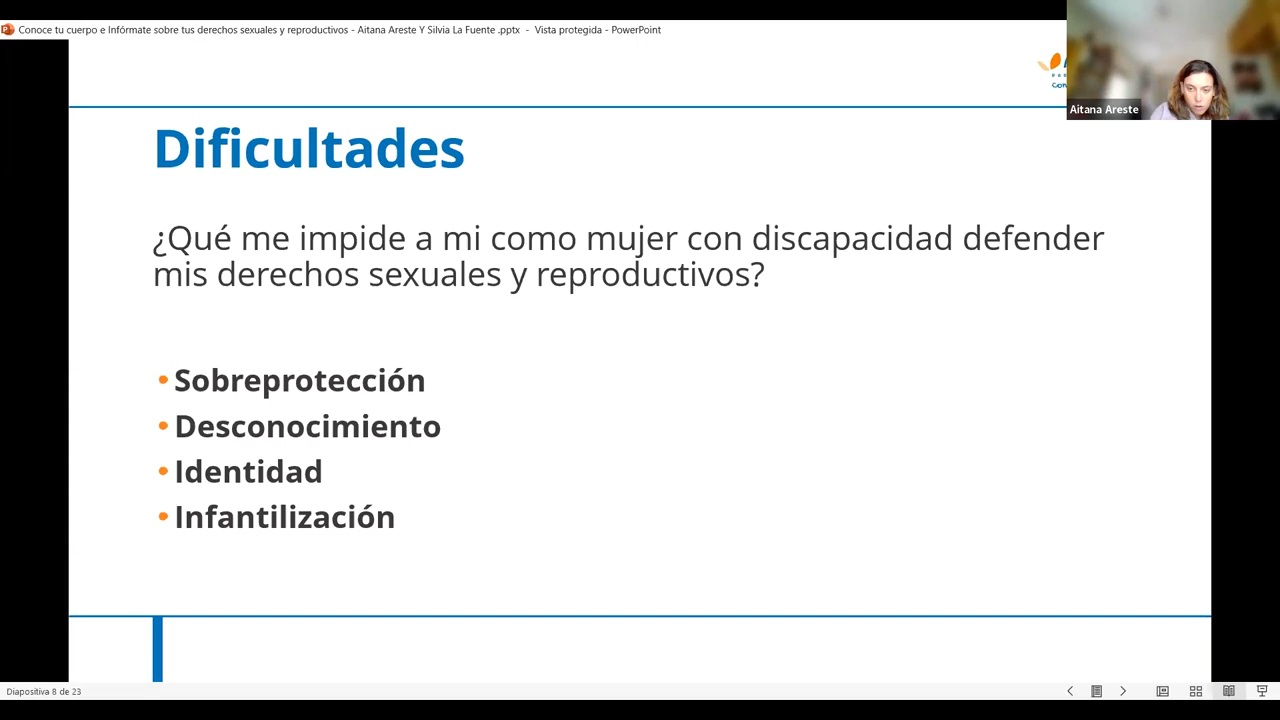 Conoce tu cuerpo e Infórmate sobre tus derechos sexuales y reproductivos - Aitana Areste Y Silvia La Fuente .pptx - Vista protegida - PowerPoint
Aitana Areste
Dificultades
¿Qué me impide a mi como mujer con discapacidad defender
mis derechos sexuales y reproductivos?
• Sobreprotección
• Desconocimiento
• Identidad
• Infantilización
Diapositiva 8 de 23